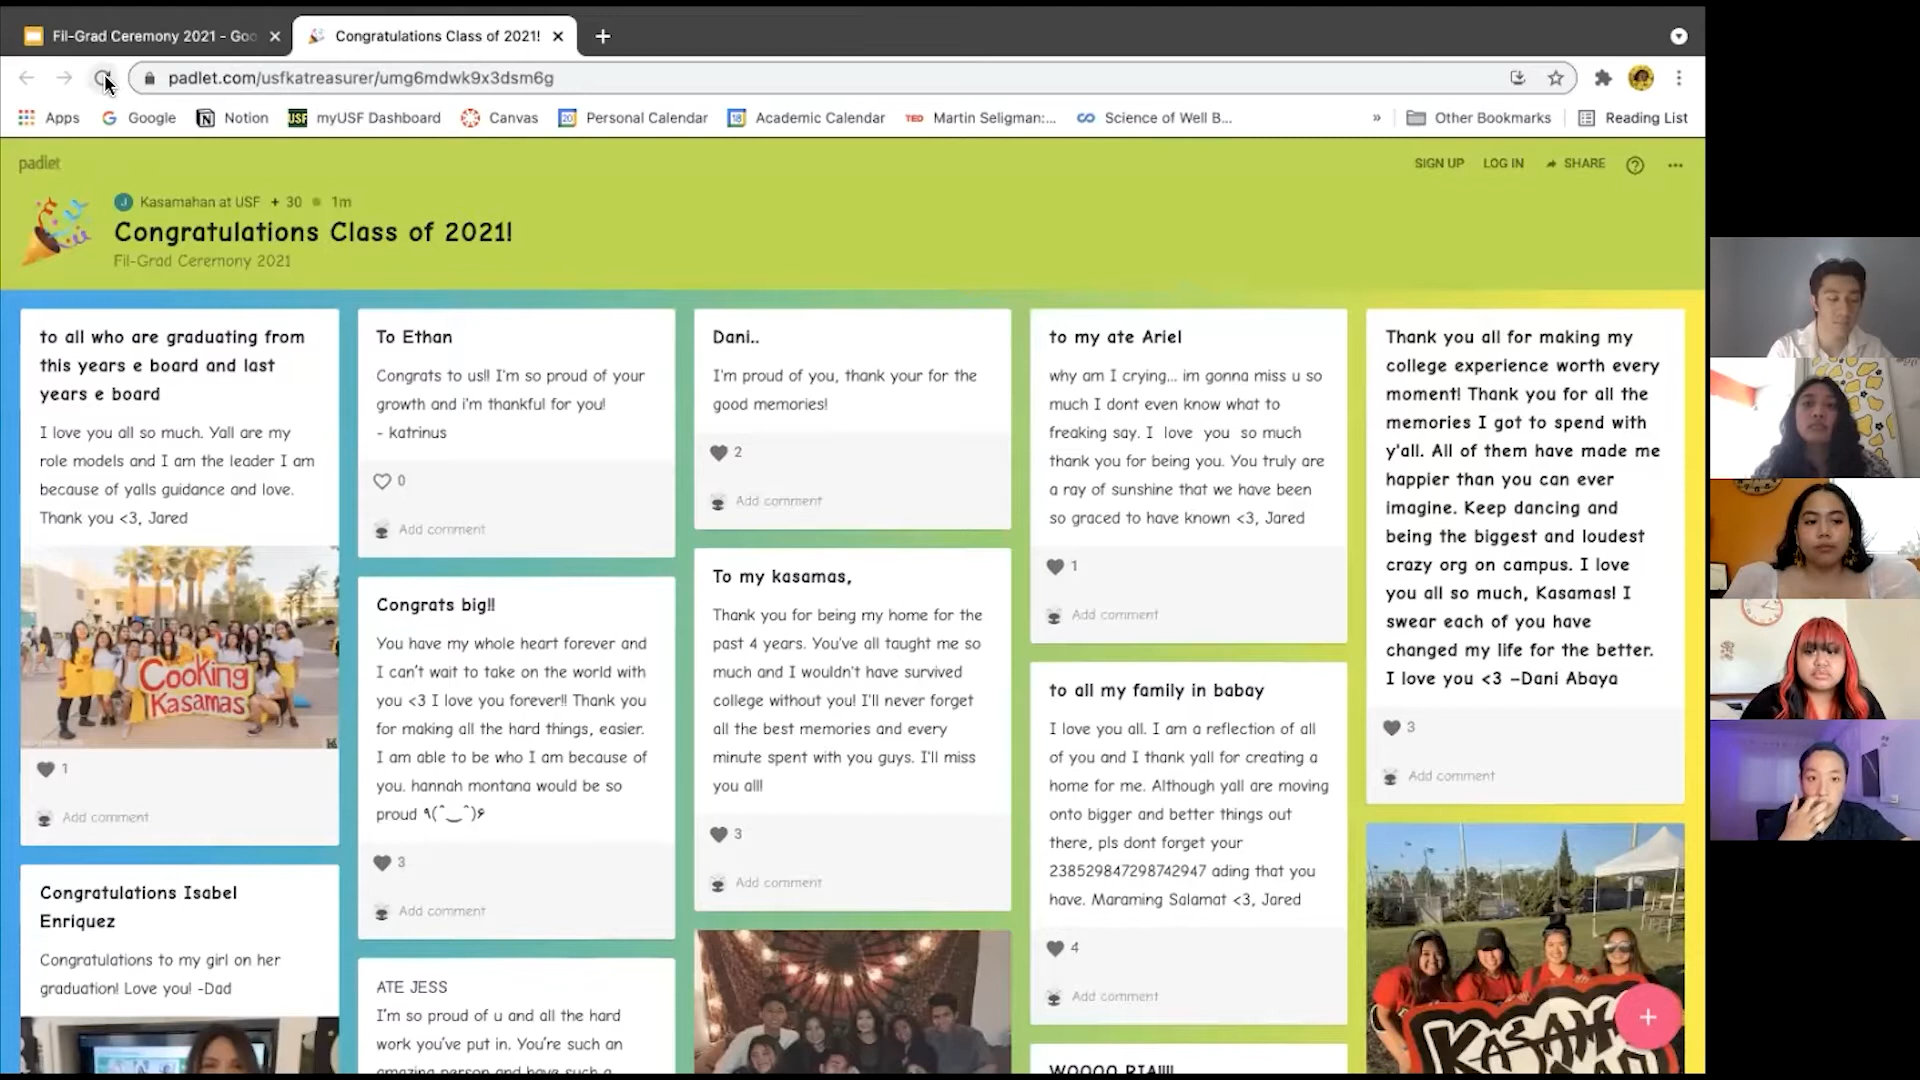 Fil-Grad Ceremony 2021 - Goo
Congratulations Class of 2021!
padlet.com/usfkatreasurer/umg6mdwk9x3dsm6g
Apps
Google
Notion
USF
myUSF Dashboard
Canvas
20
Personal Calendar
18
Academic Calendar
TED
Martin Seligman:...
Science of Well B...
»
Other Bookmarks
Reading List
padlet
SIGN UP
LOG IN
SHARE
J
Kasamahan at USF + 30
1m
Congratulations Class of 2021!
Fil-Grad Ceremony 2021
to all who are graduating from
this years e board and last
years e board
I love you all so much. Yall are my
role models and I am the leader I am
because of yalls guidance and love.
Thank you <3, Jared
Cooking
Kasamas
1
Add comment
Congratulations Isabel
Enriquez
Congratulations to my girl on her
graduation! Love you! -Dad
To Ethan
Congrats to us!! I'm so proud of your
growth and i'm thankful for you!
- katrinus
0
Add comment
Congrats big!!
You have my whole heart forever and
I can't wait to take on the world with
you <3 I love you forever!! Thank you
for making all the hard things, easier.
I am able to be who I am because of
you. hannah montana would be so
proud ٩(ˆ‿ˆ)۶
3
Add comment
ATE JESS
I'm so proud of u and all the hard
work you've put in. You're such an
amazing person and have such a
Dani..
I'm proud of you, thank your for the
good memories!
2
Add comment
To my kasamas,
Thank you for being my home for the
past 4 years. You've all taught me so
much and I wouldn't have survived
college without you! I'll never forget
all the best memories and every
minute spent with you guys. I'll miss
you all!
3
Add comment
to my ate Ariel
why am I crying... im gonna miss u so
much I dont even know what to
freaking say. I love you so much
thank you for being you. You truly are
a ray of sunshine that we have been
so graced to have known <3, Jared
1
Add comment
to all my family in babay
I love you all. I am a reflection of all
of you and I thank yall for creating a
home for me. Although yall are moving
onto bigger and better things out
there, pls dont forget your
238529847298742947 ading that you
have. Maraming Salamat <3, Jared
4
Add comment
WOOOO RIA!!!!!
Thank you all for making my
college experience worth every
moment! Thank you for all the
memories I got to spend with
y'all. All of them have made me
happier than you can ever
imagine. Keep dancing and
being the biggest and loudest
crazy org on campus. I love
you all so much, Kasamas! I
swear each of you have
changed my life for the better.
I love you <3 -Dani Abaya
3
Add comment
KASAMA